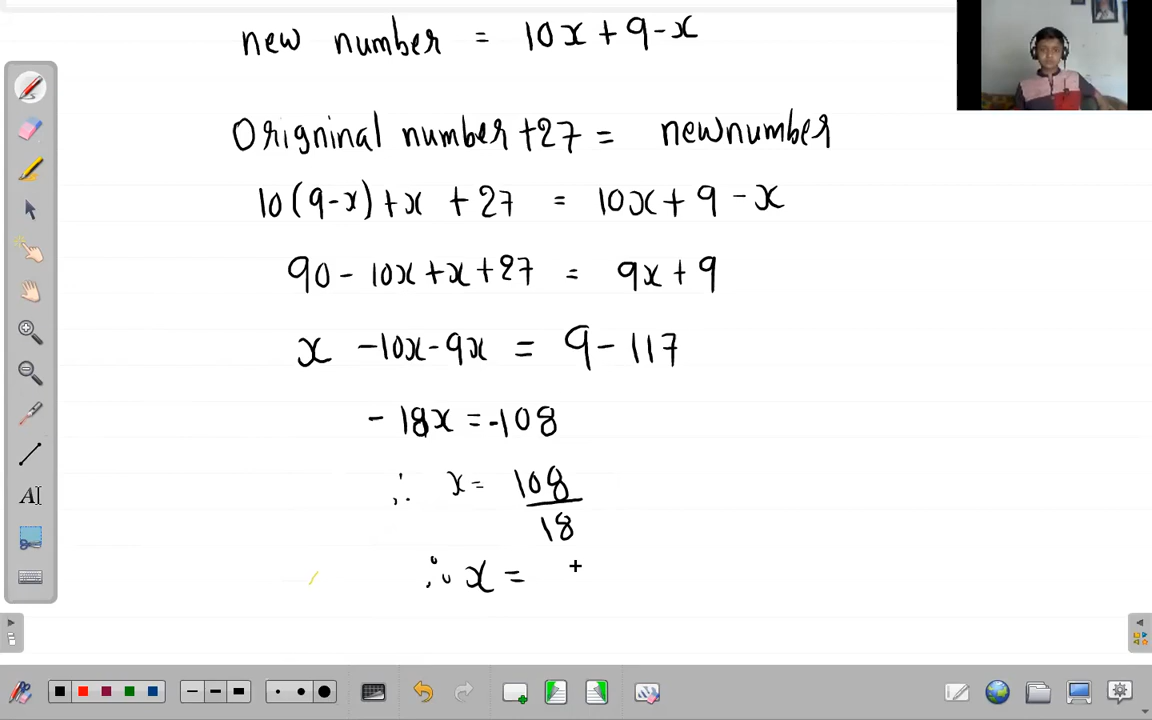 new number = 10x + 9 - x
Origninal number + 27 = newnumber
10(9-x) + x + 27 = 10x + 9 - x
90 - 10x + x + 27 = 9x + 9
x - 10x - 9x = 9 - 117
- 18x = -108
∴ x = 108/18
∴ x =
A